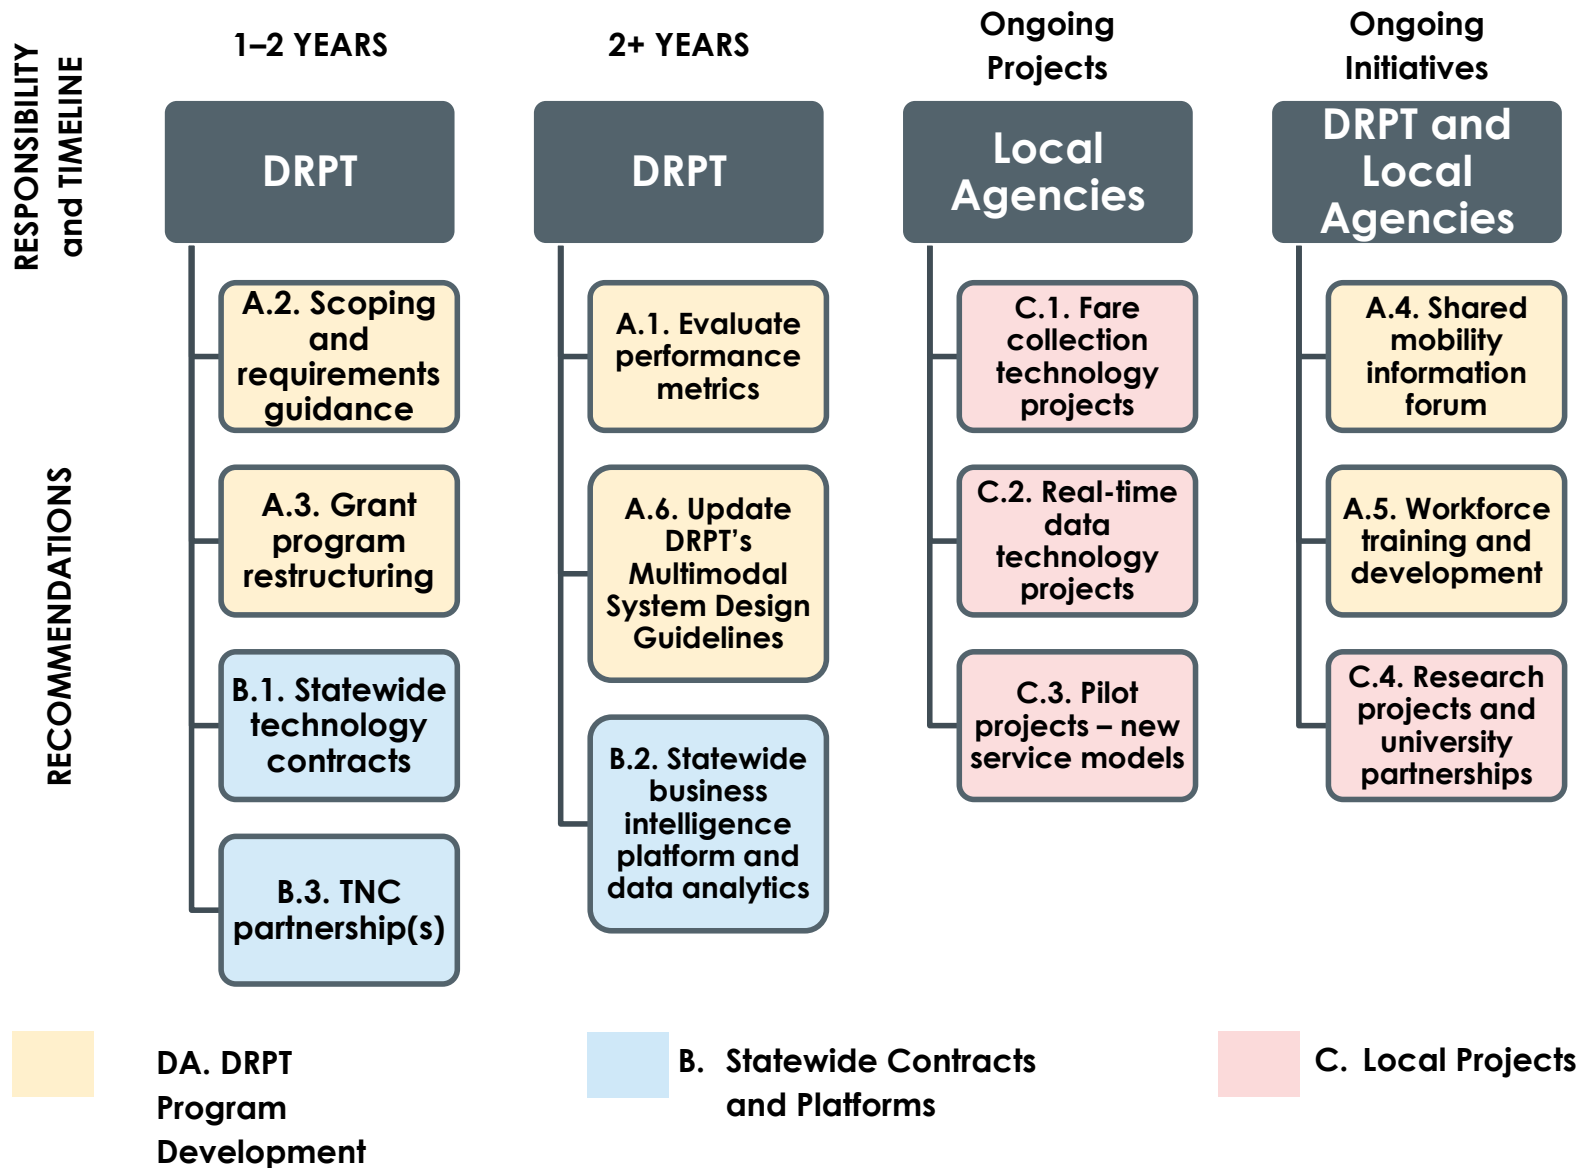 RESPONSIBILITY
and TIMELINE
1–2 YEARS
2+ YEARS
Ongoing
Projects
Ongoing
Initiatives
DRPT
DRPT
Local
Agencies
DRPT and
Local
Agencies
RECOMMENDATIONS
A.2. Scoping
and
requirements
guidance
A.3. Grant
program
restructuring
B.1. Statewide
technology
contracts
B.3. TNC
partnership(s)
A.1. Evaluate
performance
metrics
A.6. Update
DRPT’s
Multimodal
System Design
Guidelines
B.2. Statewide
business
intelligence
platform and
data analytics
C.1. Fare
collection
technology
projects
C.2. Real-time
data
technology
projects
C.3. Pilot
projects – new
service models
A.4. Shared
mobility
information
forum
A.5. Workforce
training and
development
C.4. Research
projects and
university
partnerships
DA. DRPT
Program
Development
B. Statewide Contracts
and Platforms
C. Local Projects